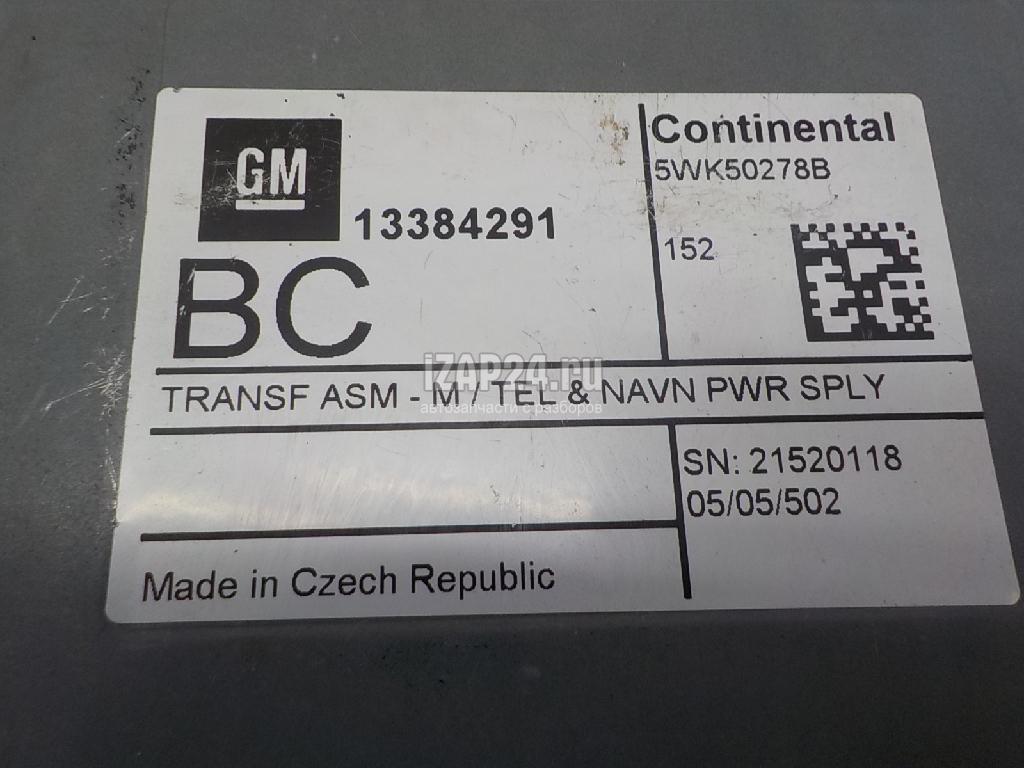 GM
13384291
BC
Continental
5WK50278B
152
iZAP24.ru
автозапчасти с разборов
TRANSF ASM - M / TEL & NAVN PWR SPLY
SN: 21520118
05/05/502
Made in Czech Republic